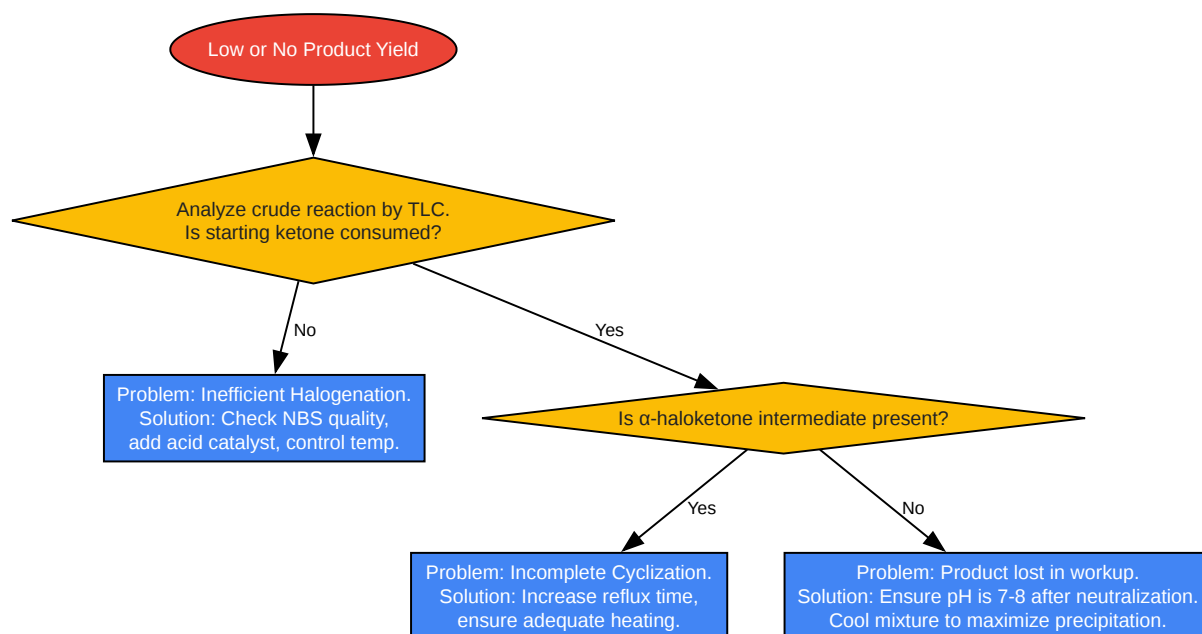 Low or No Product Yield
Analyze crude reaction by TLC.
Is starting ketone consumed?
No
Yes
Problem: Inefficient Halogenation.
Solution: Check NBS quality,
add acid catalyst, control temp.
Is α-haloketone intermediate present?
Yes
No
Problem: Incomplete Cyclization.
Solution: Increase reflux time,
ensure adequate heating.
Problem: Product lost in workup.
Solution: Ensure pH is 7-8 after neutralization.
Cool mixture to maximize precipitation.